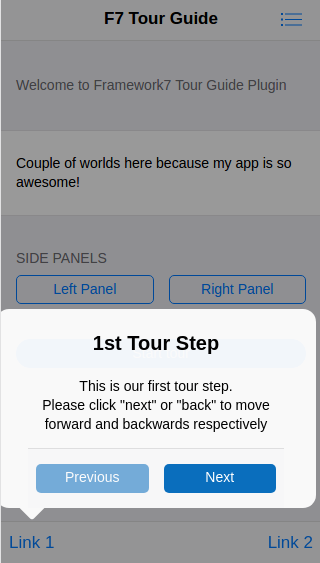 F7 Tour Guide
Welcome to Framework7 Tour Guide Plugin
Couple of worlds here because my app is so
awesome!
SIDE PANELS
Left Panel
Right Panel
1st Tour Step
This is our first tour step.
Please click "next" or "back" to move
forward and backwards respectively
Previous
Next
Link 1
Link 2